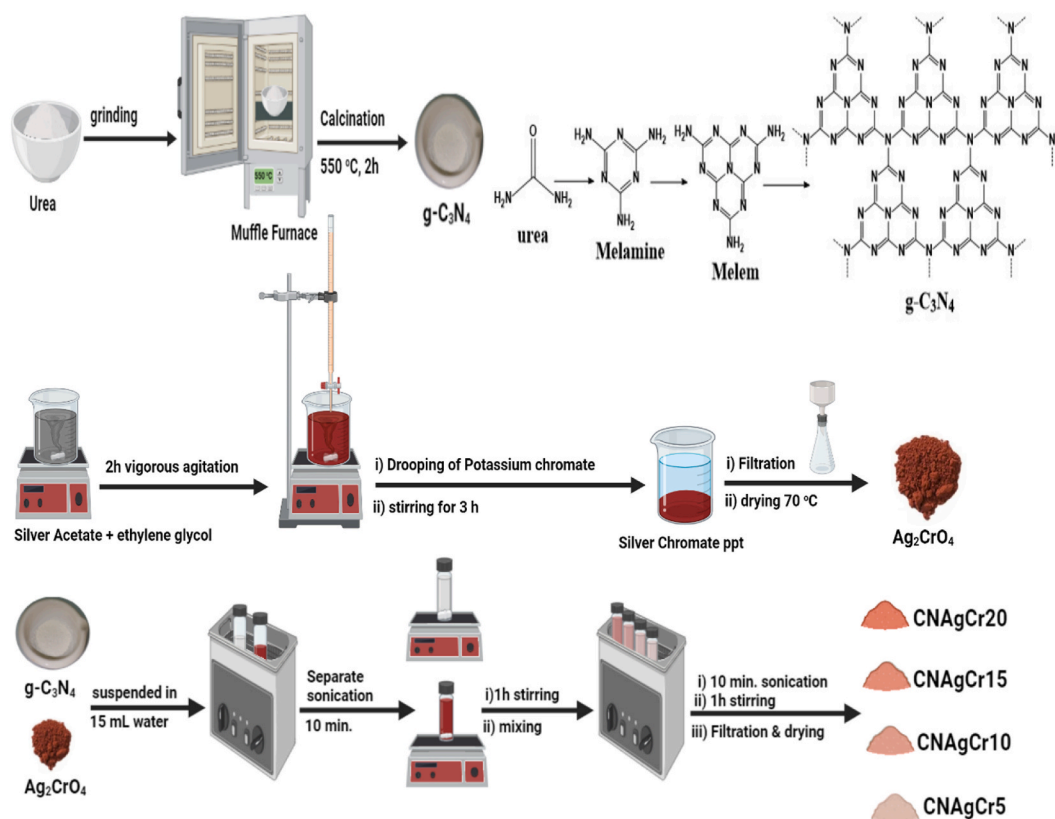 grinding
Urea
550 °C
Muffle Furnace
Calcination
550 °C, 2h
g-C₃N₄
O
H₂N
NH₂
urea
NH₂
H₂N
N
N
N
NH₂
Melamine
NH₂
H₂N
N
N
N
N
N
N
N
NH₂
Melem
N
N
N
g-C₃N₄
Silver Acetate + ethylene glycol
2h vigorous agitation
i) Drooping of Potassium chromate
ii) stirring for 3 h
Silver Chromate ppt
i) Filtration
ii) drying 70 °C
Ag₂CrO₄
g-C₃N₄
Ag₂CrO₄
suspended in
15 mL water
Separate
sonication
10 min.
i)1h stirring
ii) mixing
i) 10 min. sonication
ii) 1h stirring
iii) Filtration & drying
CNAgCr20
CNAgCr15
CNAgCr10
CNAgCr5